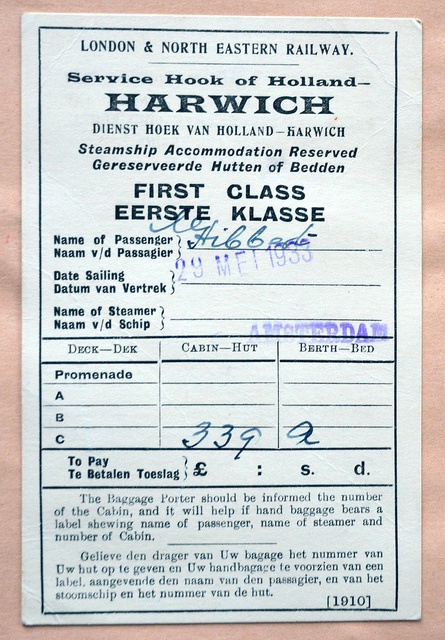 LONDON & NORTH EASTERN RAILWAY.
Service Hook of Holland—
HARWICH
DIENST HOEK VAN HOLLAND—HARWICH
Steamship Accommodation Reserved
Gereserveerde Hutten of Bedden
FIRST CLASS
EERSTE KLASSE
Name of Passenger
Naam v/d Passagier
Hibberd
29 MEI 1933
Date Sailing
Datum van Vertrek
Name of Steamer
Naam v/d Schip
AMSTERDAM
DECK—DEK CABIN—HUT BERTH—BED
Promenade
A
B
C 339 a
To Pay
Te Betalen Toeslag £ : s. d.
The Baggage Porter should be informed the number
of the Cabin, and it will help if hand baggage bears a
label shewing name of passenger, name of steamer and
number of Cabin.
Gelieve den drager van Uw bagage het nummer van
Uw hut op te geven en Uw handbagage te voorzien van een
label, aangevende den naam van den passagier, en van het
stoomschip en het nummer van de hut.
[1910]